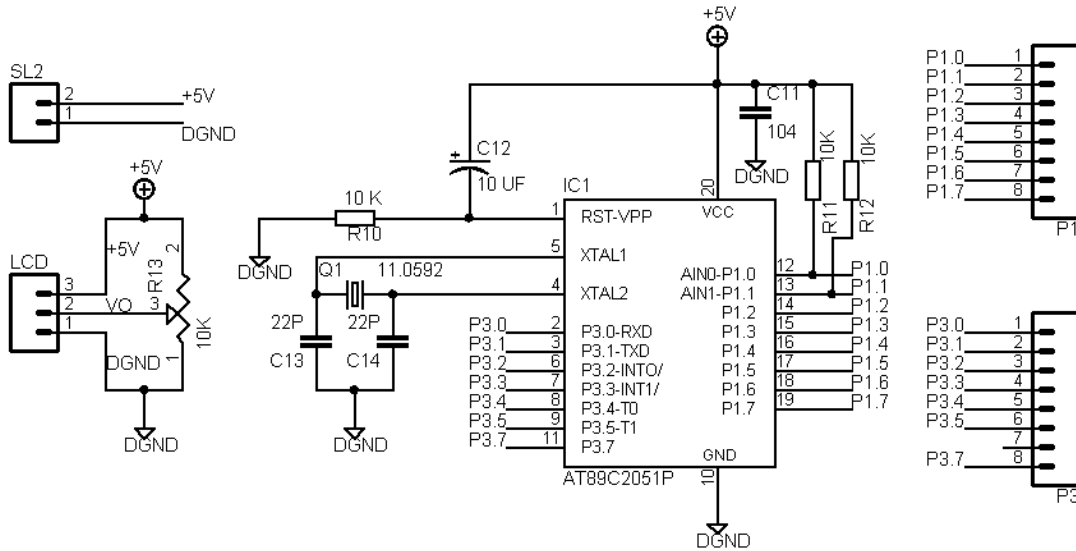 SL2
2 +5V
1 DGND
+5V
LCD
+5V
3
2 VO 3
1
DGND
2
R13
10K
1
DGND
+5V
C12
10 UF
C11
104
DGND
10K
R11
10K
R12
10 K
R10
DGND
Q1 11.0592
22P 22P
C13 C14
DGND
IC1
1 RST-VPP
5 XTAL1
4 XTAL2
P3.0 2 P3.0-RXD
P3.1 3 P3.1-TXD
P3.2 6 P3.2-INTO/
P3.3 7 P3.3-INT1/
P3.4 8 P3.4-T0
P3.5 9 P3.5-T1
P3.7 11 P3.7
20
VCC
AIN0-P1.0 12 P1.0
AIN1-P1.1 13 P1.1
P1.2 14 P1.2
P1.3 15 P1.3
P1.4 16 P1.4
P1.5 17 P1.5
P1.6 18 P1.6
P1.7 19 P1.7
GND
10
AT89C2051P
DGND
P1.0 1
P1.1 2
P1.2 3
P1.3 4
P1.4 5
P1.5 6
P1.6 7
P1.7 8
P1
P3.0 1
P3.1 2
P3.2 3
P3.3 4
P3.4 5
P3.5 6
7
P3.7 8
P3